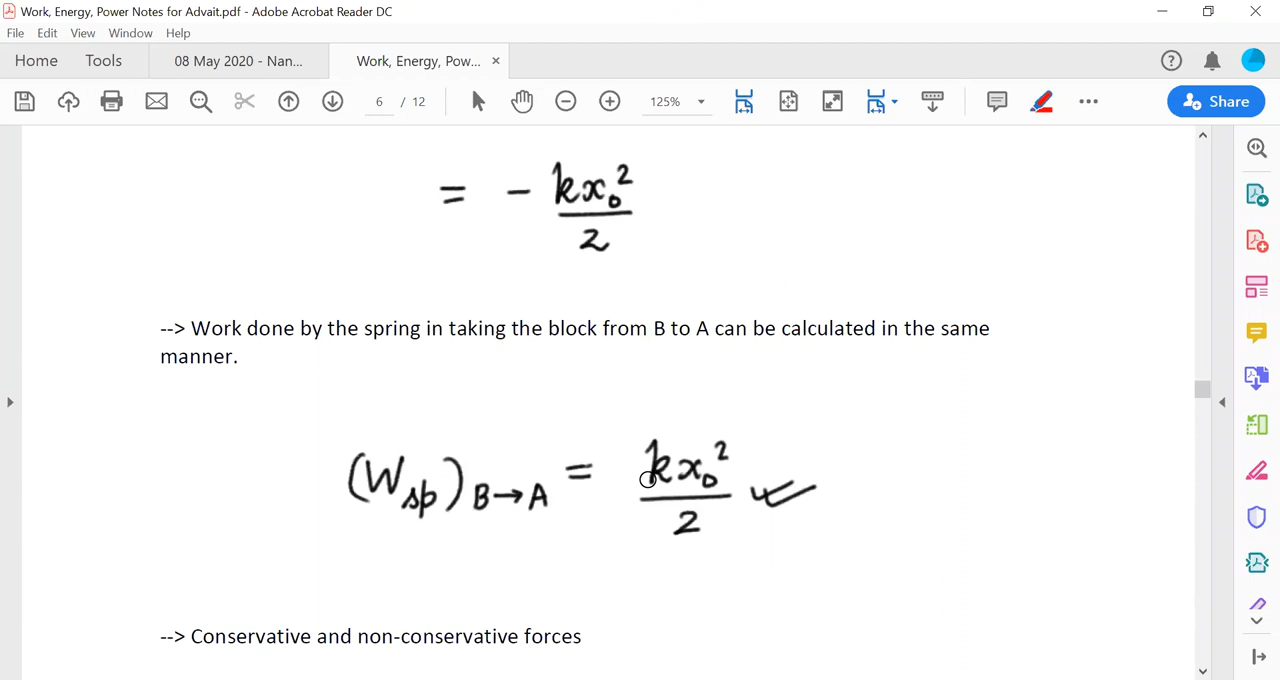 Work, Energy, Power Notes for Advait.pdf - Adobe Acrobat Reader DC
File Edit View Window Help
Home Tools 08 May 2020 - Nan... Work, Energy, Pow... ×
6 / 12 125% Share
= - kx₀²/2
--> Work done by the spring in taking the block from B to A can be calculated in the same
manner.
(W_sp)_B→A = kx₀²/2 ✓
--> Conservative and non-conservative forces